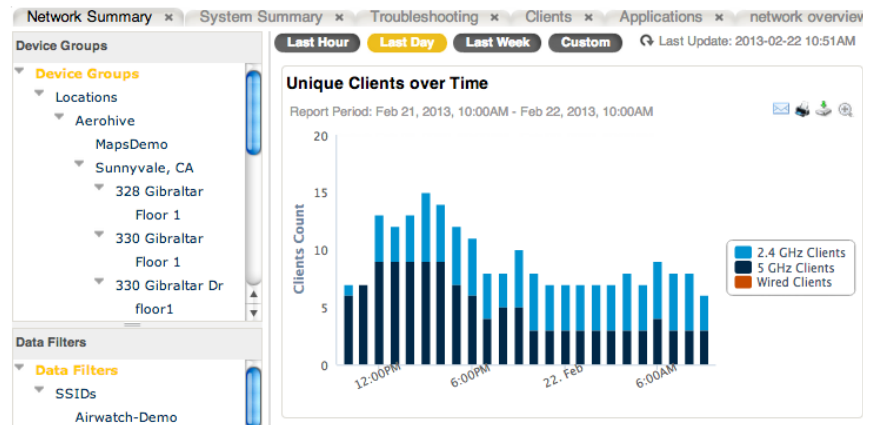 Network Summary × System Summary × Troubleshooting × Clients × Applications × network overview
Device Groups
Device Groups
Locations
Aerohive
MapsDemo
Sunnyvale, CA
328 Gibraltar
Floor 1
330 Gibraltar
Floor 1
330 Gibraltar Dr
floor1
Data Filters
Data Filters
SSIDs
Airwatch-Demo
Last Hour Last Day Last Week Custom Last Update: 2013-02-22 10:51AM
Unique Clients over Time
Report Period: Feb 21, 2013, 10:00AM - Feb 22, 2013, 10:00AM
Clients Count
20
15
10
5
0
12:00PM 6:00PM 22. Feb 6:00AM
2.4 GHz Clients
5 GHz Clients
Wired Clients